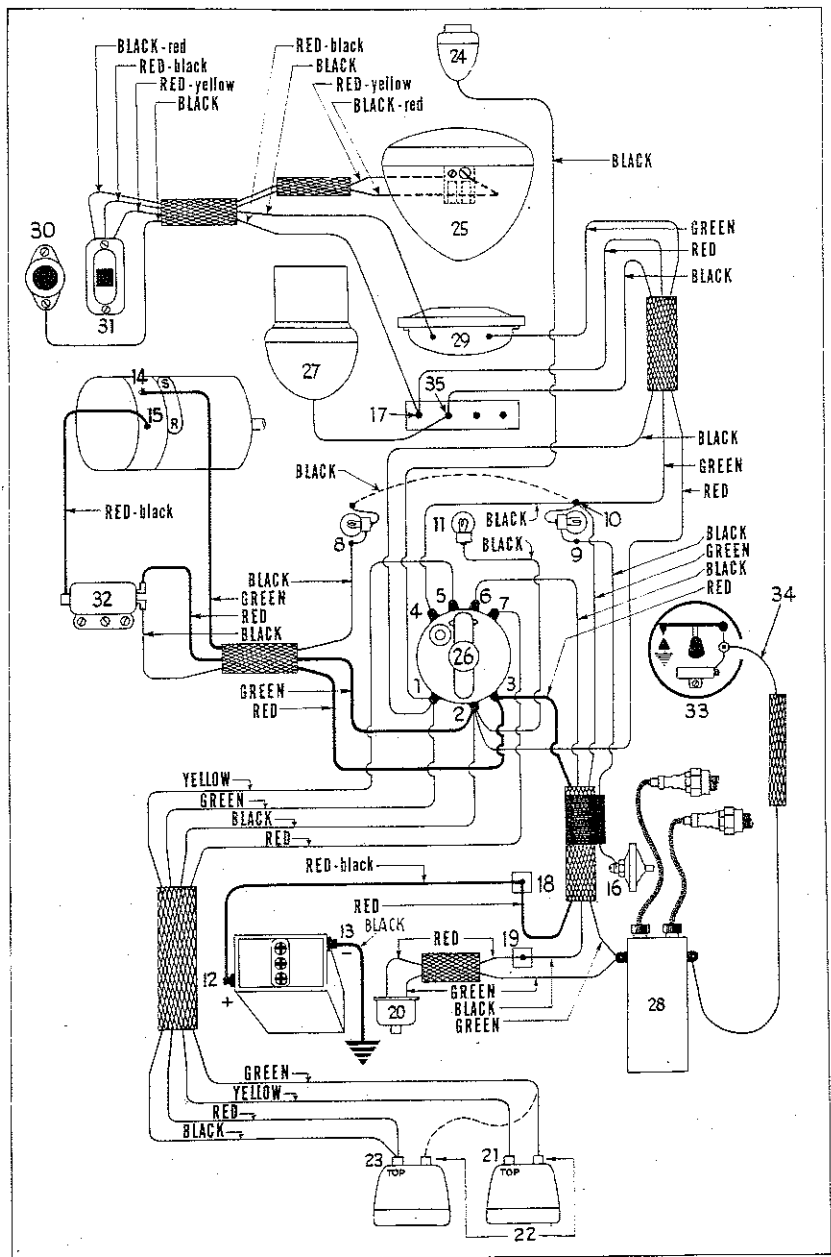 BLACK-red
RED-black
RED-yellow
BLACK
RED-black
BLACK
RED-yellow
BLACK-red
24
BLACK
25
GREEN
RED
BLACK
30
31
27
29
35
17
14
S
15
R
RED-black
32
BLACK
8
11
BLACK
BLACK
10
9
BLACK
GREEN
RED
BLACK
GREEN
BLACK
RED
BLACK
GREEN
RED
BLACK
4
5
6
7
26
1
2
3
GREEN
RED
34
33
YELLOW
GREEN
BLACK
RED
RED-black
18
RED
16
13
BLACK
12
+
−
RED
19
20
GREEN
BLACK
GREEN
28
GREEN
YELLOW
RED
BLACK
23
TOP
21
TOP
22